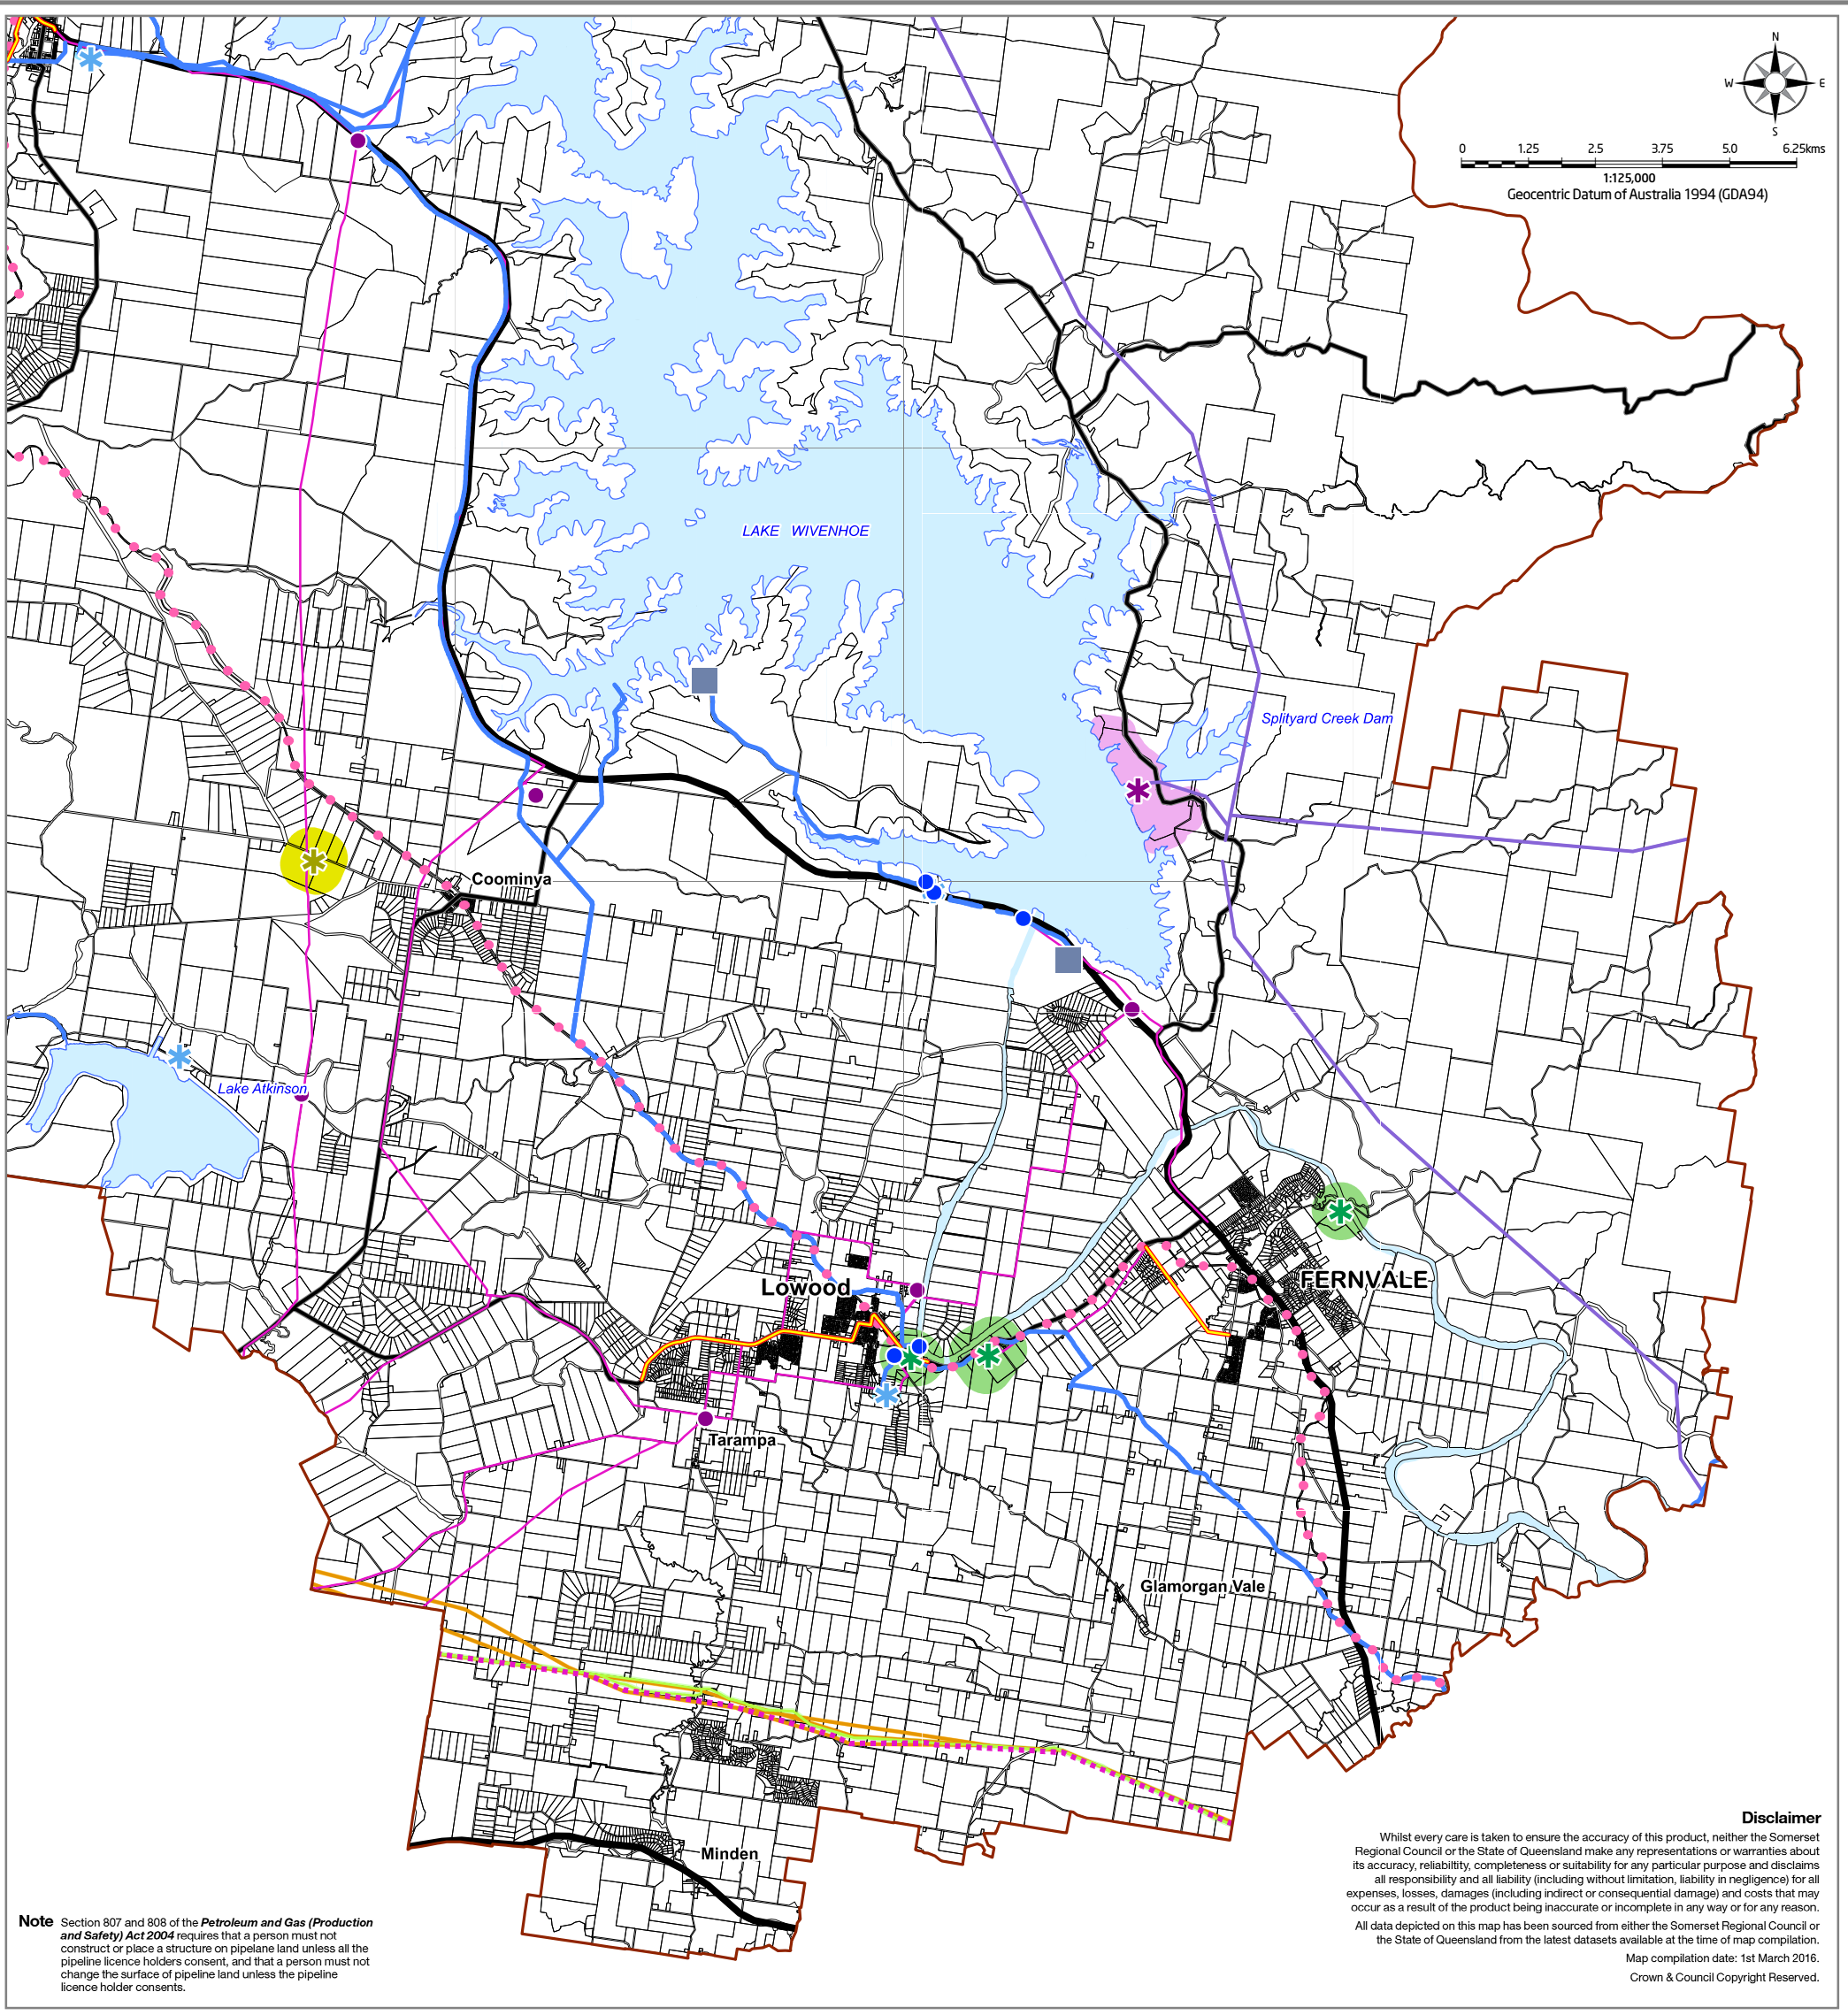 N
W E
S
0 1.25 2.5 3.75 5.0 6.25kms
1:125,000
Geocentric Datum of Australia 1994 (GDA94)
LAKE WIVENHOE
Splityard Creek Dam
Coominya
Lake Atkinson
FERNVALE
Lowood
Tarampa
Glamorgan Vale
Minden
Disclaimer
Whilst every care is taken to ensure the accuracy of this product, neither the Somerset
Regional Council or the State of Queensland make any representations or warranties about
its accuracy, reliabiltity, completeness or suitability for any particular purpose and disclaims
all responsibility and all liability (including without limitation, liability in negligence) for all
expenses, losses, damages (including indirect or consequential damage) and costs that may
occur as a result of the product being inaccurate or incomplete in any way or for any reason.
All data depicted on this map has been sourced from either the Somerset Regional Council or
the State of Queensland from the latest datasets available at the time of map compilation.
Map compilation date: 1st March 2016.
Crown & Council Copyright Reserved.
Note Section 807 and 808 of the Petroleum and Gas (Production
and Safety) Act 2004 requires that a person must not
construct or place a structure on pipelane land unless all the
pipeline licence holders consent, and that a person must not
change the surface of pipeline land unless the pipeline
licence holder consents.